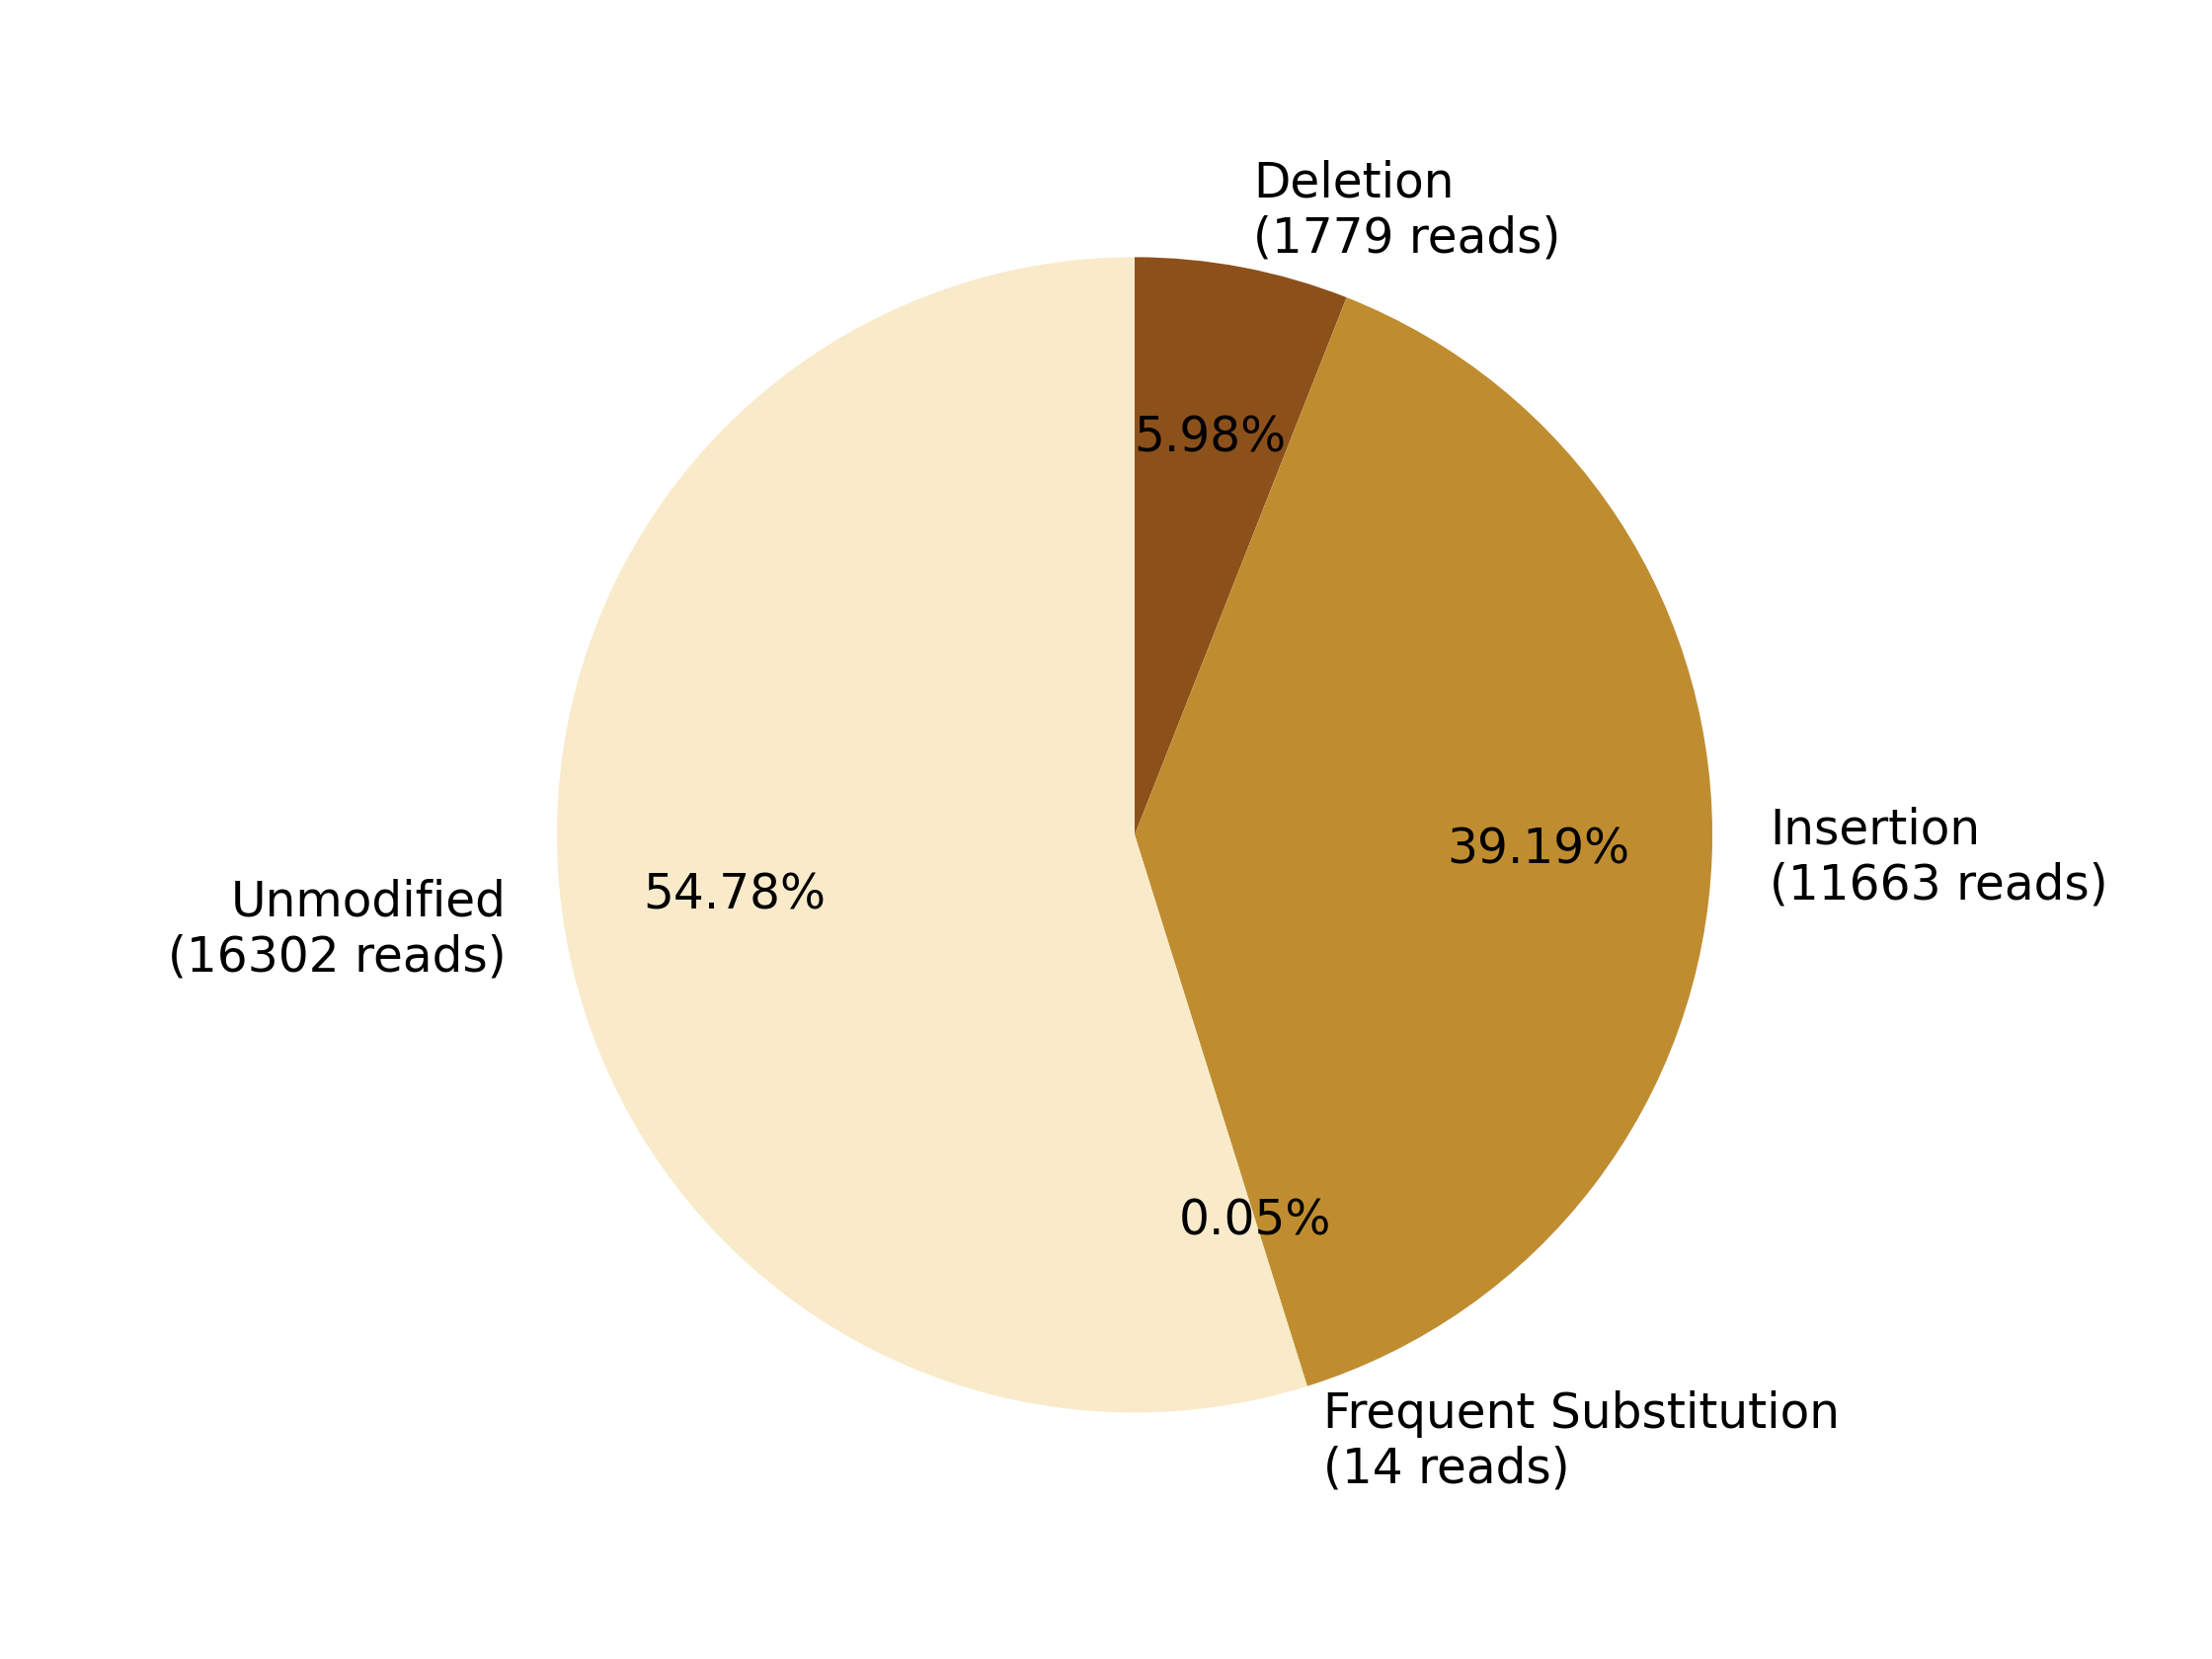 Deletion
(1779 reads)
5.98%
39.19%
Insertion
(11663 reads)
54.78%
Unmodified
(16302 reads)
0.05%
Frequent Substitution
(14 reads)